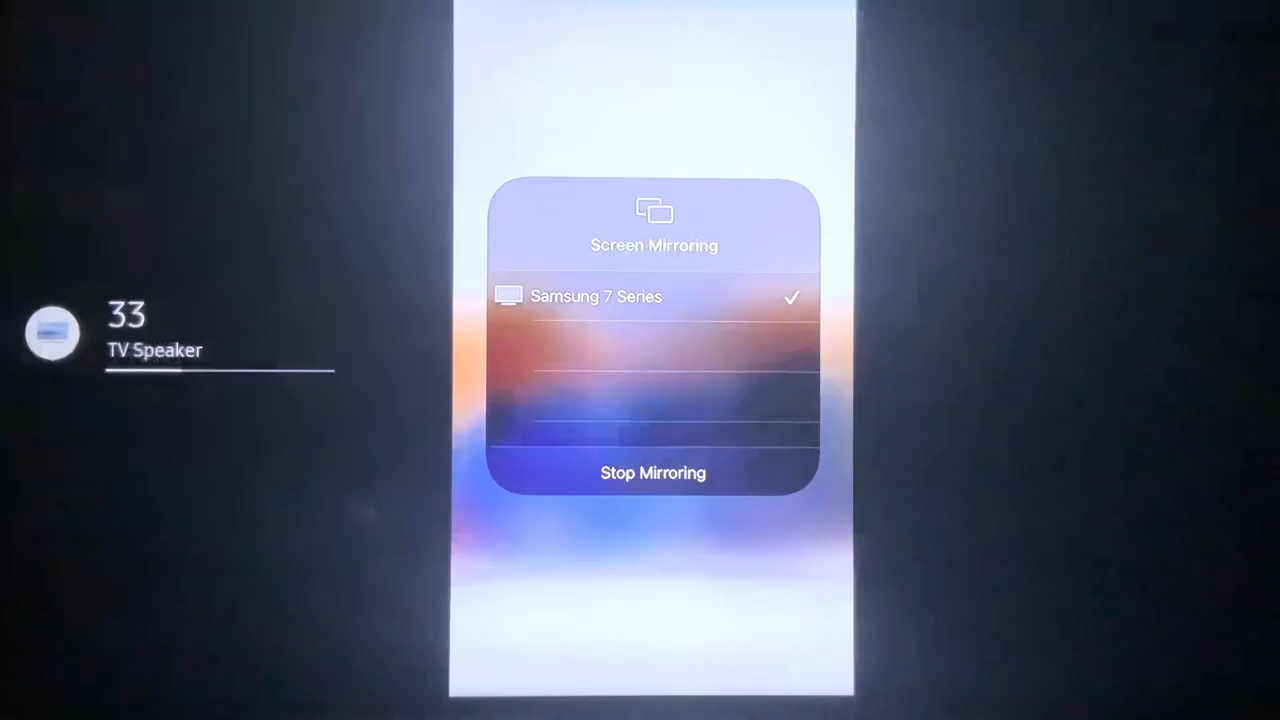 33
TV Speaker
Screen Mirroring
Samsung 7 Series
Stop Mirroring